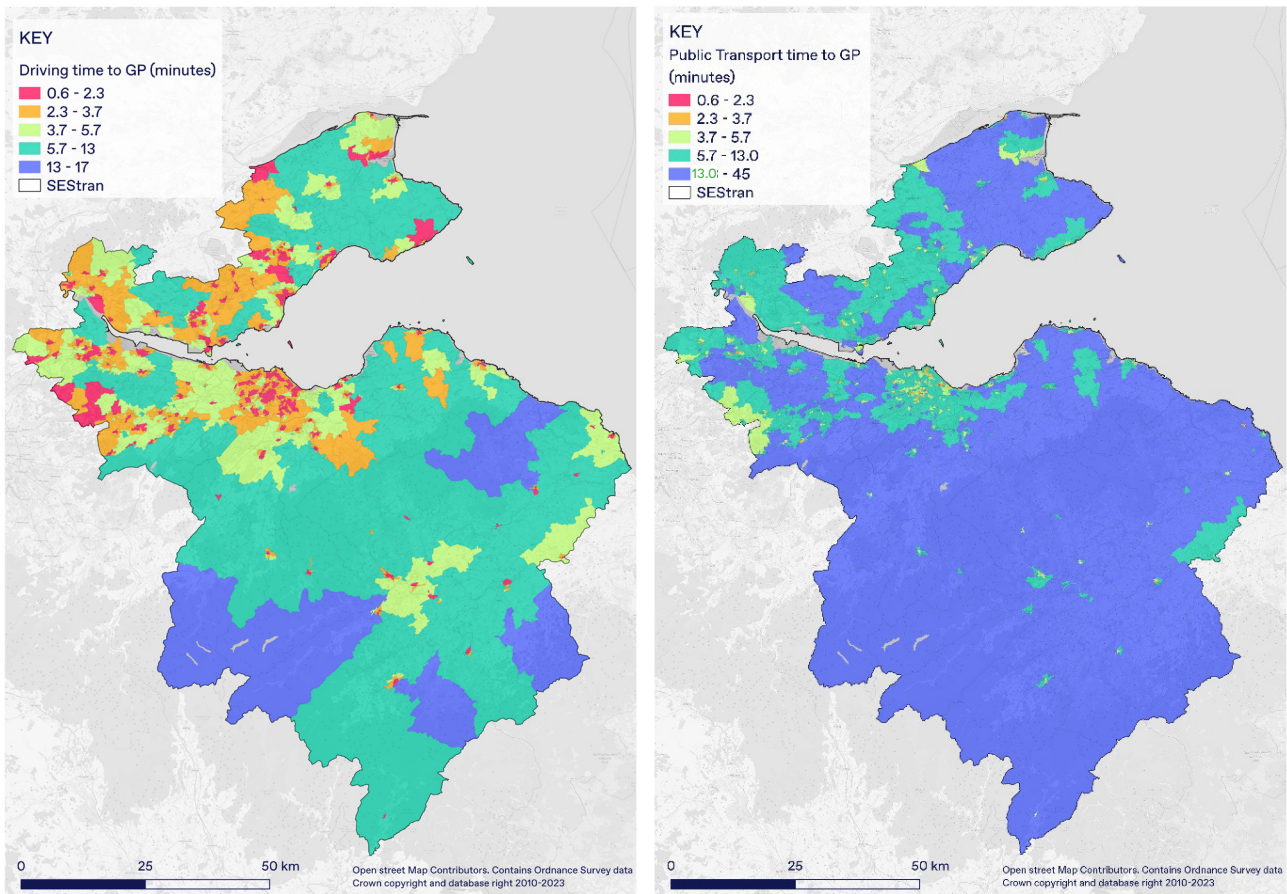 KEY
Driving time to GP (minutes)
0.6 - 2.3
2.3 - 3.7
3.7 - 5.7
5.7 - 13
13 - 17
SEStran
0
25
50 km
Open street Map Contributors. Contains Ordnance Survey data
Crown copyright and database right 2010-2023
KEY
Public Transport time to GP
(minutes)
0.6 - 2.3
2.3 - 3.7
3.7 - 5.7
5.7 - 13.0
13.0: - 45
SEStran
0
25
50 km
Open street Map Contributors. Contains Ordnance Survey data
Crown copyright and database right 2010-2023